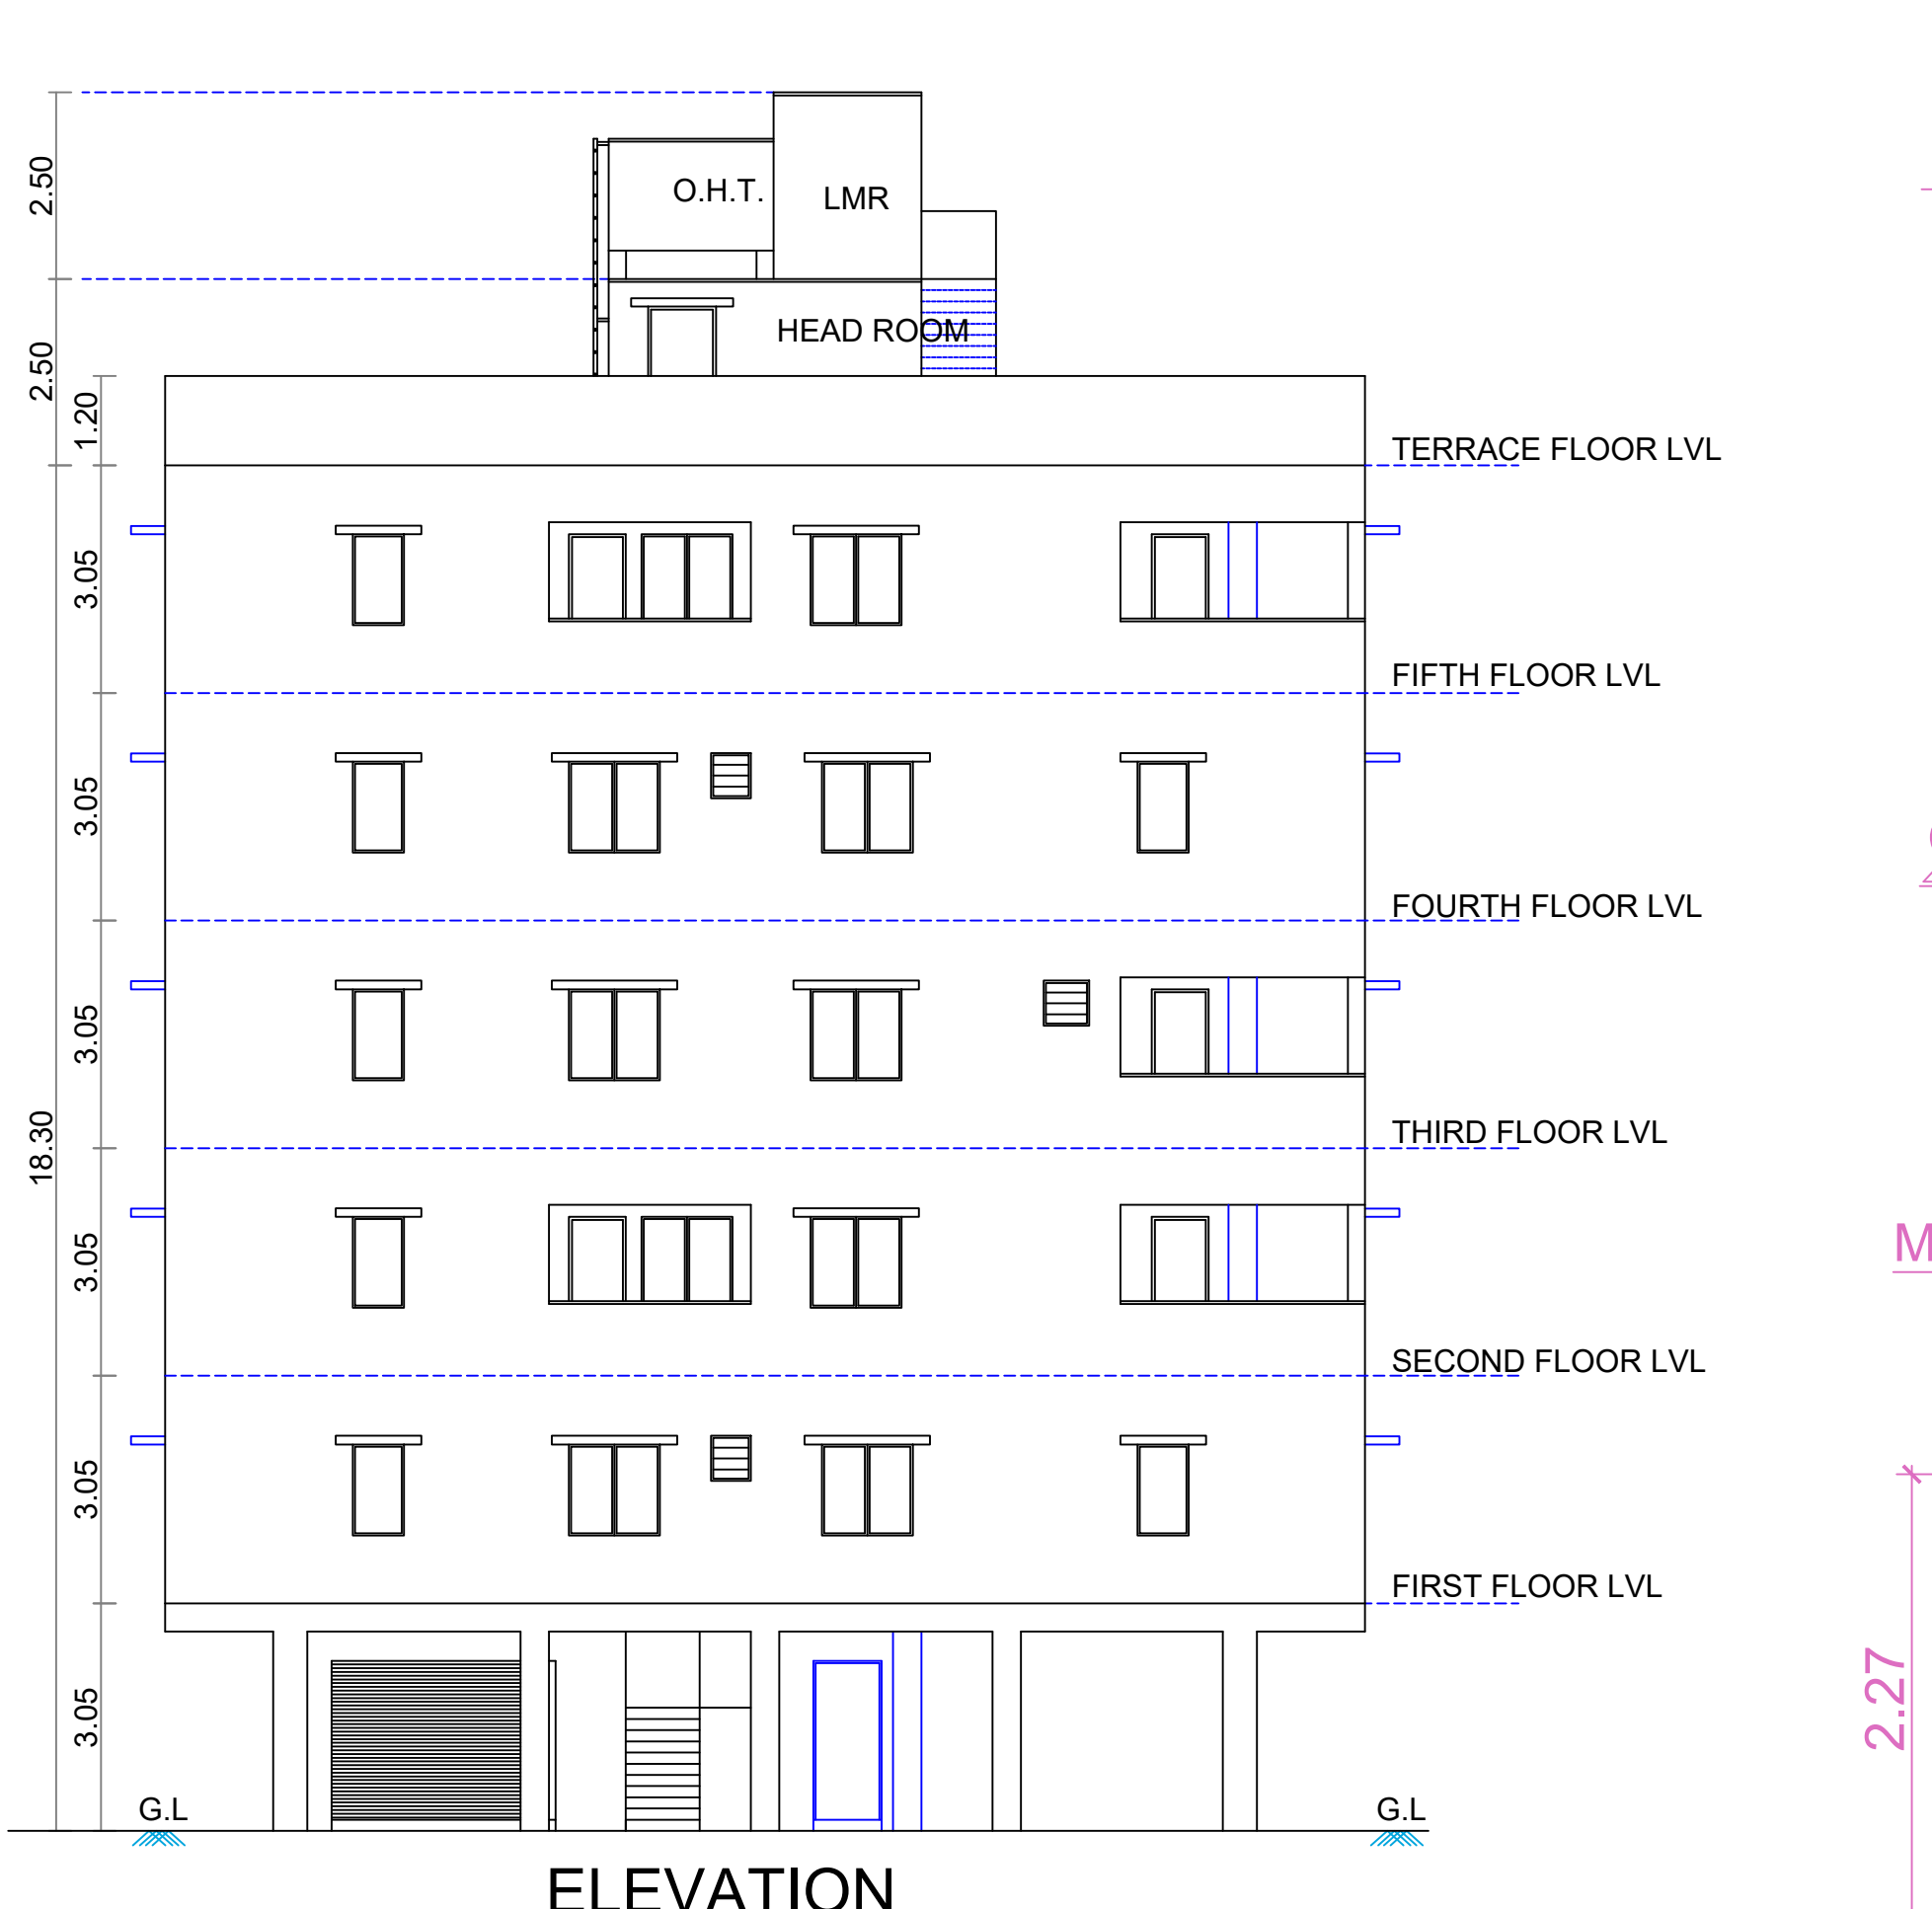 2.50
O.H.T.
LMR
2.50
HEAD ROOM
1.20
TERRACE FLOOR LVL
3.05
FIFTH FLOOR LVL
3.05
FOURTH FLOOR LVL
3.05
18.30
THIRD FLOOR LVL
3.05
M
SECOND FLOOR LVL
3.05
FIRST FLOOR LVL
3.05
2.27
G.L
G.L
ELEVATION